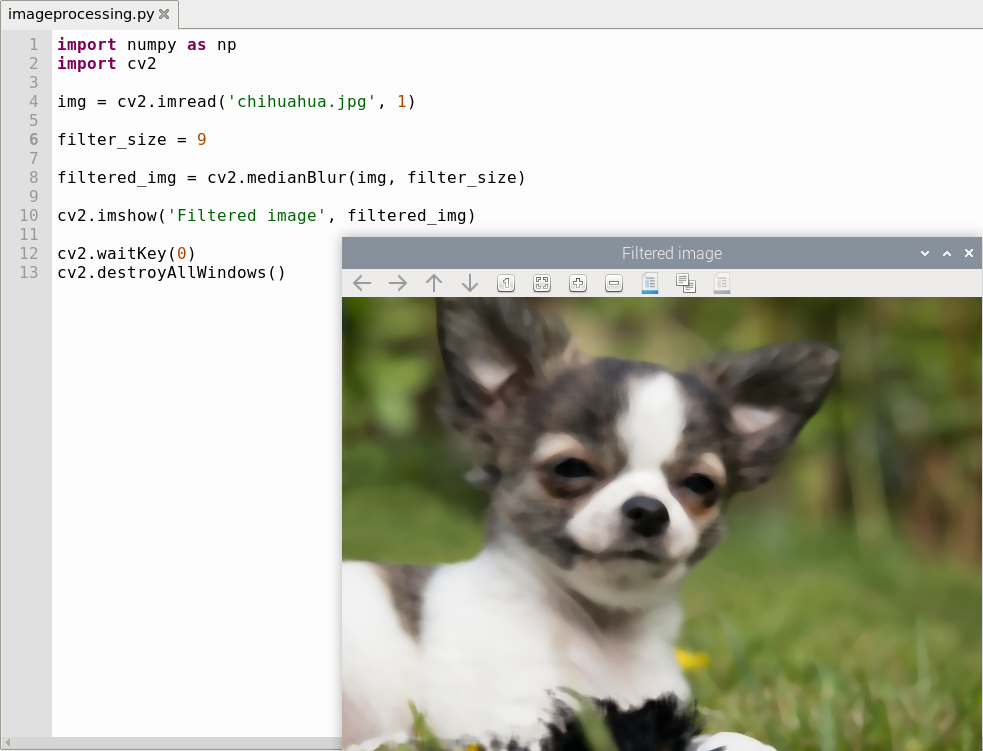 imageprocessing.py
1 import numpy as np
2 import cv2
3
4 img = cv2.imread('chihuahua.jpg', 1)
5
6 filter_size = 9
7
8 filtered_img = cv2.medianBlur(img, filter_size)
9
10 cv2.imshow('Filtered image', filtered_img)
11
12 cv2.waitKey(0)
13 cv2.destroyAllWindows()
Filtered image
1